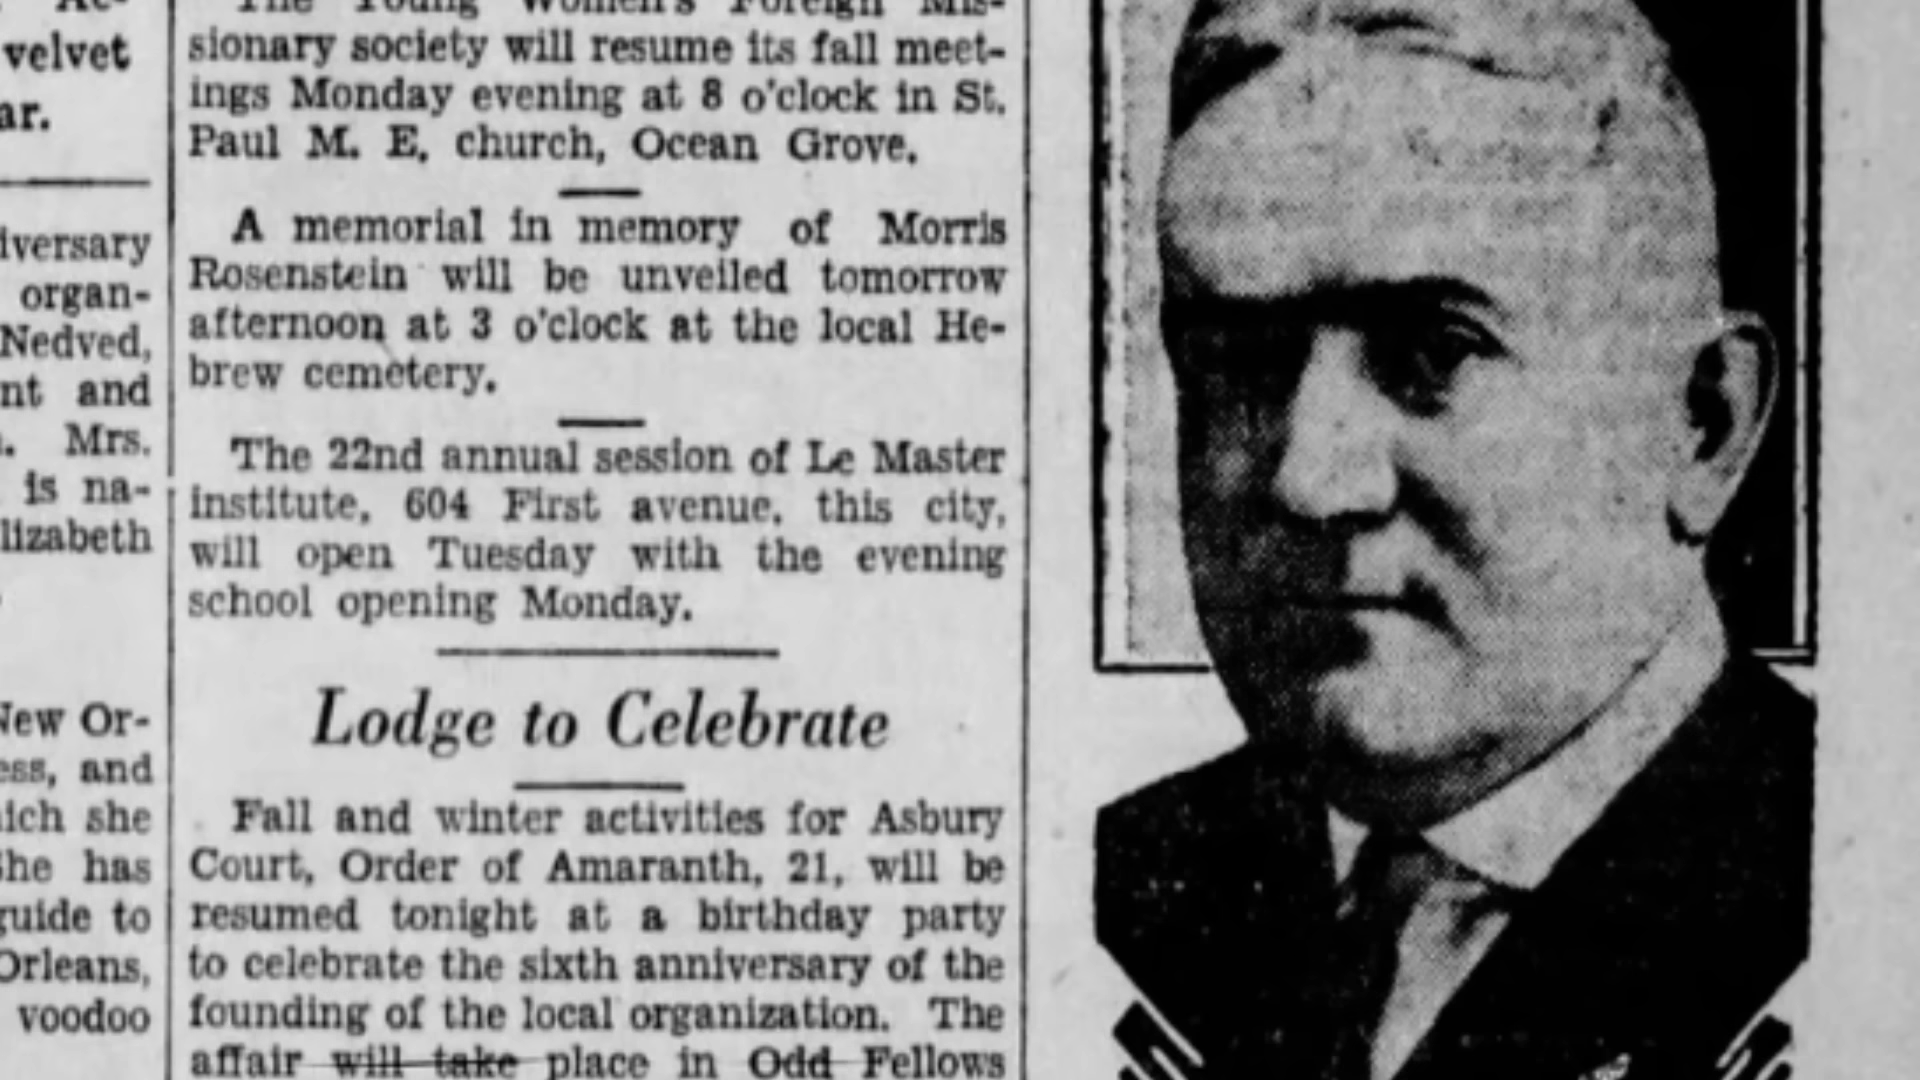 velvet
ar.
iversary
organ-
Nedved,
nt and
Mrs.
is na-
lizabeth
New Or-
ess, and
ich she
She has
guide to
Orleans,
voodoo
The Young Women's Foreign Mis-
sionary society will resume its fall meet-
ings Monday evening at 8 o'clock in St.
Paul M. E. church, Ocean Grove.
A memorial in memory of Morris
Rosenstein will be unveiled tomorrow
afternoon at 3 o'clock at the local He-
brew cemetery.
The 22nd annual session of Le Master
institute, 604 First avenue, this city,
will open Tuesday with the evening
school opening Monday.
Lodge to Celebrate
Fall and winter activities for Asbury
Court, Order of Amaranth, 21, will be
resumed tonight at a birthday party
to celebrate the sixth anniversary of the
founding of the local organization. The
affair will take place in Odd Fellows